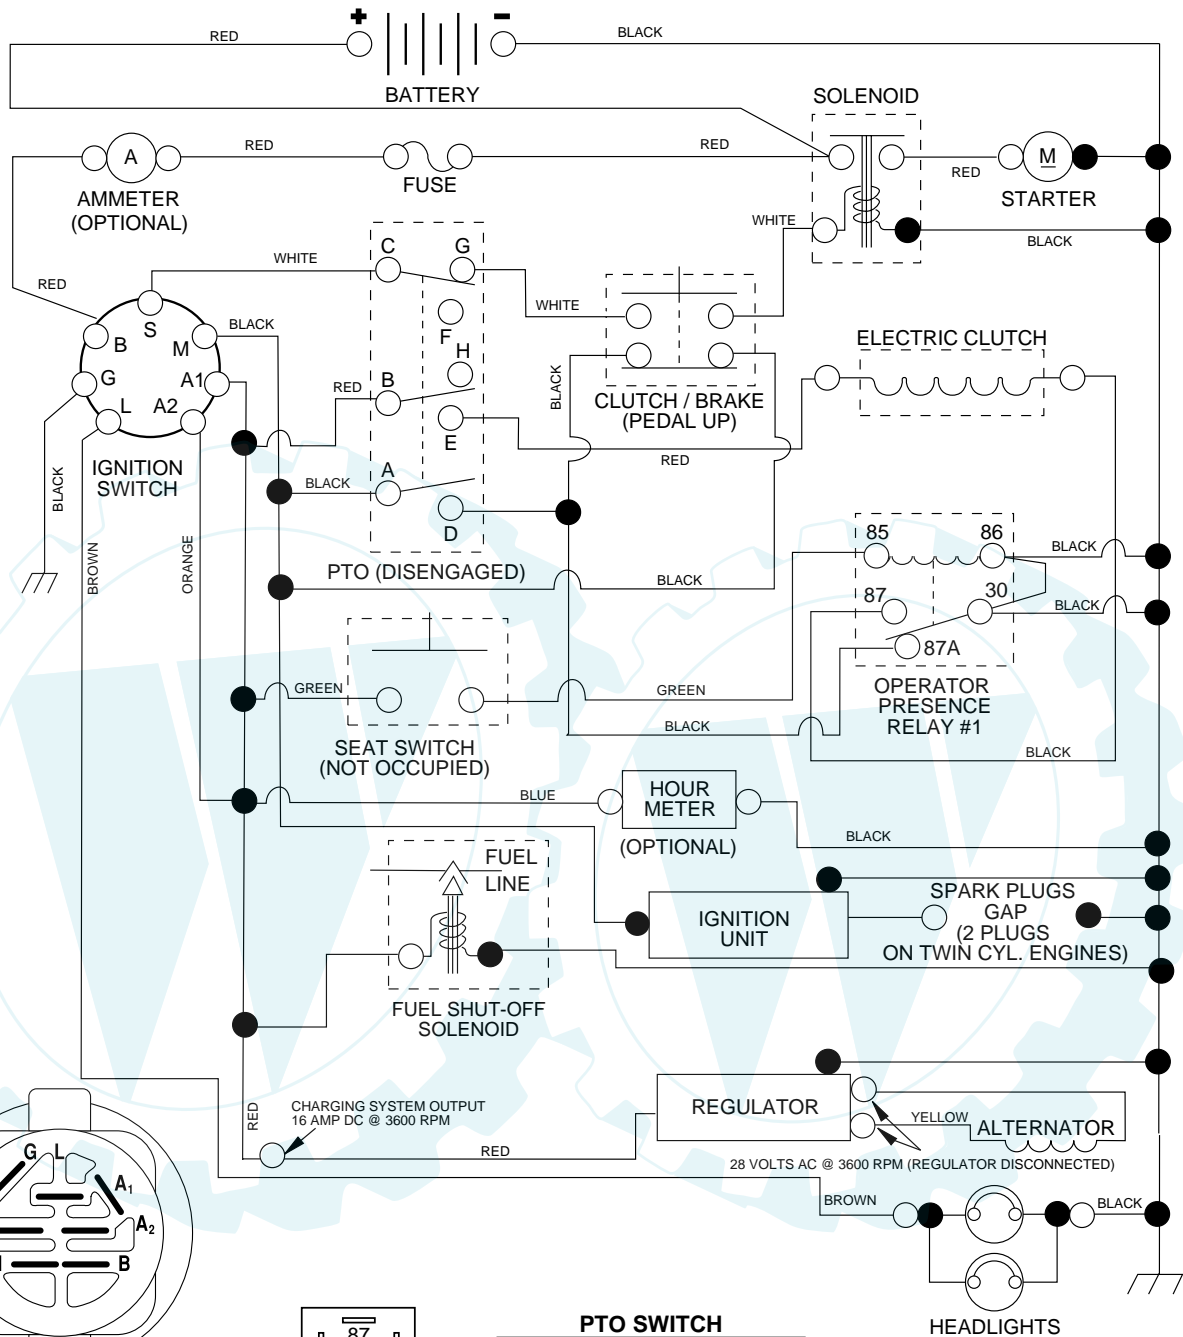 + -
RED
BLACK
BATTERY
SOLENOID
A
RED
RED
RED
M
AMMETER
(OPTIONAL)
FUSE
STARTER
WHITE
BLACK
C
G
WHITE
RED
WHITE
S
B
M
BLACK
F
H
ELECTRIC CLUTCH
G
A1
L
A2
RED
B
BLACK
CLUTCH / BRAKE
(PEDAL UP)
E
RED
IGNITION
SWITCH
BLACK
A
BLACK
D
85
86
BLACK
BROWN
ORANGE
PTO (DISENGAGED)
BLACK
87
30
BLACK
87A
GREEN
GREEN
OPERATOR
PRESENCE
RELAY #1
BLACK
SEAT SWITCH
(NOT OCCUPIED)
BLACK
BLUE
HOUR
METER
(OPTIONAL)
BLACK
FUEL
LINE
IGNITION
UNIT
SPARK PLUGS
GAP
(2 PLUGS
ON TWIN CYL. ENGINES)
FUEL SHUT-OFF
SOLENOID
RED
CHARGING SYSTEM OUTPUT
16 AMP DC @ 3600 RPM
REGULATOR
YELLOW
ALTERNATOR
RED
28 VOLTS AC @ 3600 RPM (REGULATOR DISCONNECTED)
G
L
A1
A2
B
BROWN
BLACK
87
PTO SWITCH
HEADLIGHTS